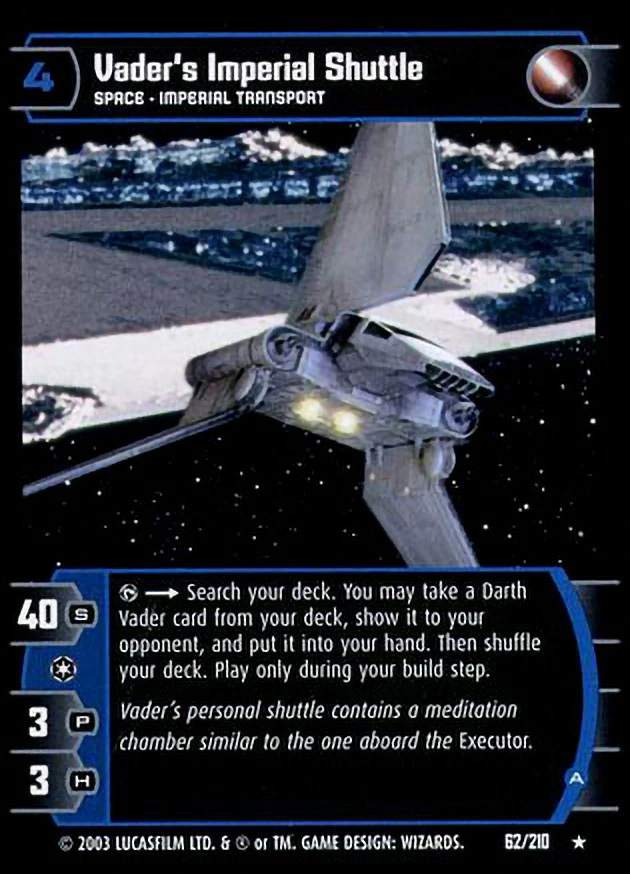 4
Vader's Imperial Shuttle
SPACE - IMPERIAL TRANSPORT
40 S
3 P
3 H
→ Search your deck. You may take a Darth
Vader card from your deck, show it to your
opponent, and put it into your hand. Then shuffle
your deck. Play only during your build step.
Vader's personal shuttle contains a meditation
chamber similar to the one aboard the Executor.
A
© 2003 LUCASFILM LTD. & ® or TM. GAME DESIGN: WIZARDS. 62/210 ★